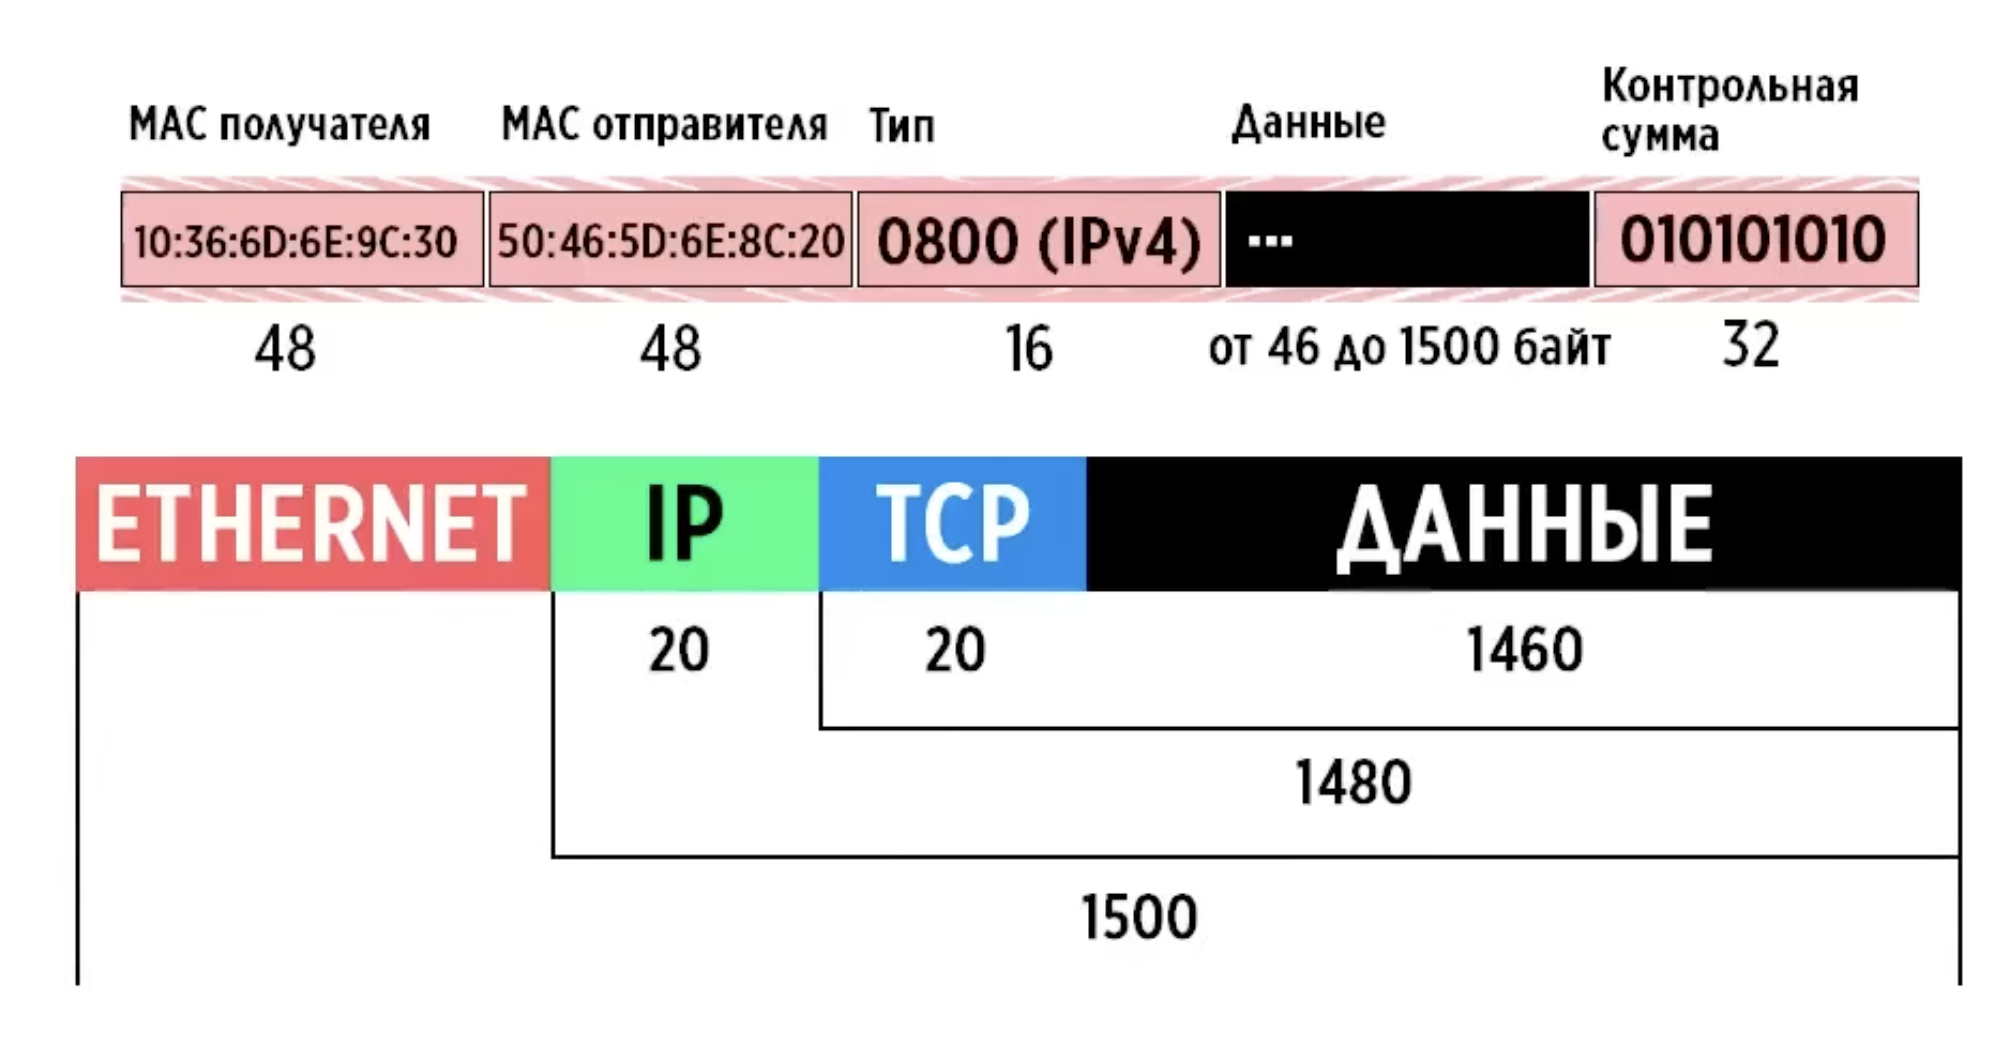 MAC получателя
MAC отправителя
Тип
Данные
Контрольная
сумма
10:36:6D:6E:9C:30
50:46:5D:6E:8C:20
0800 (IPv4)
---
010101010
48
48
16
от 46 до 1500 байт
32
ETHERNET
IP
TCP
ДАННЫЕ
20
20
1460
1480
1500